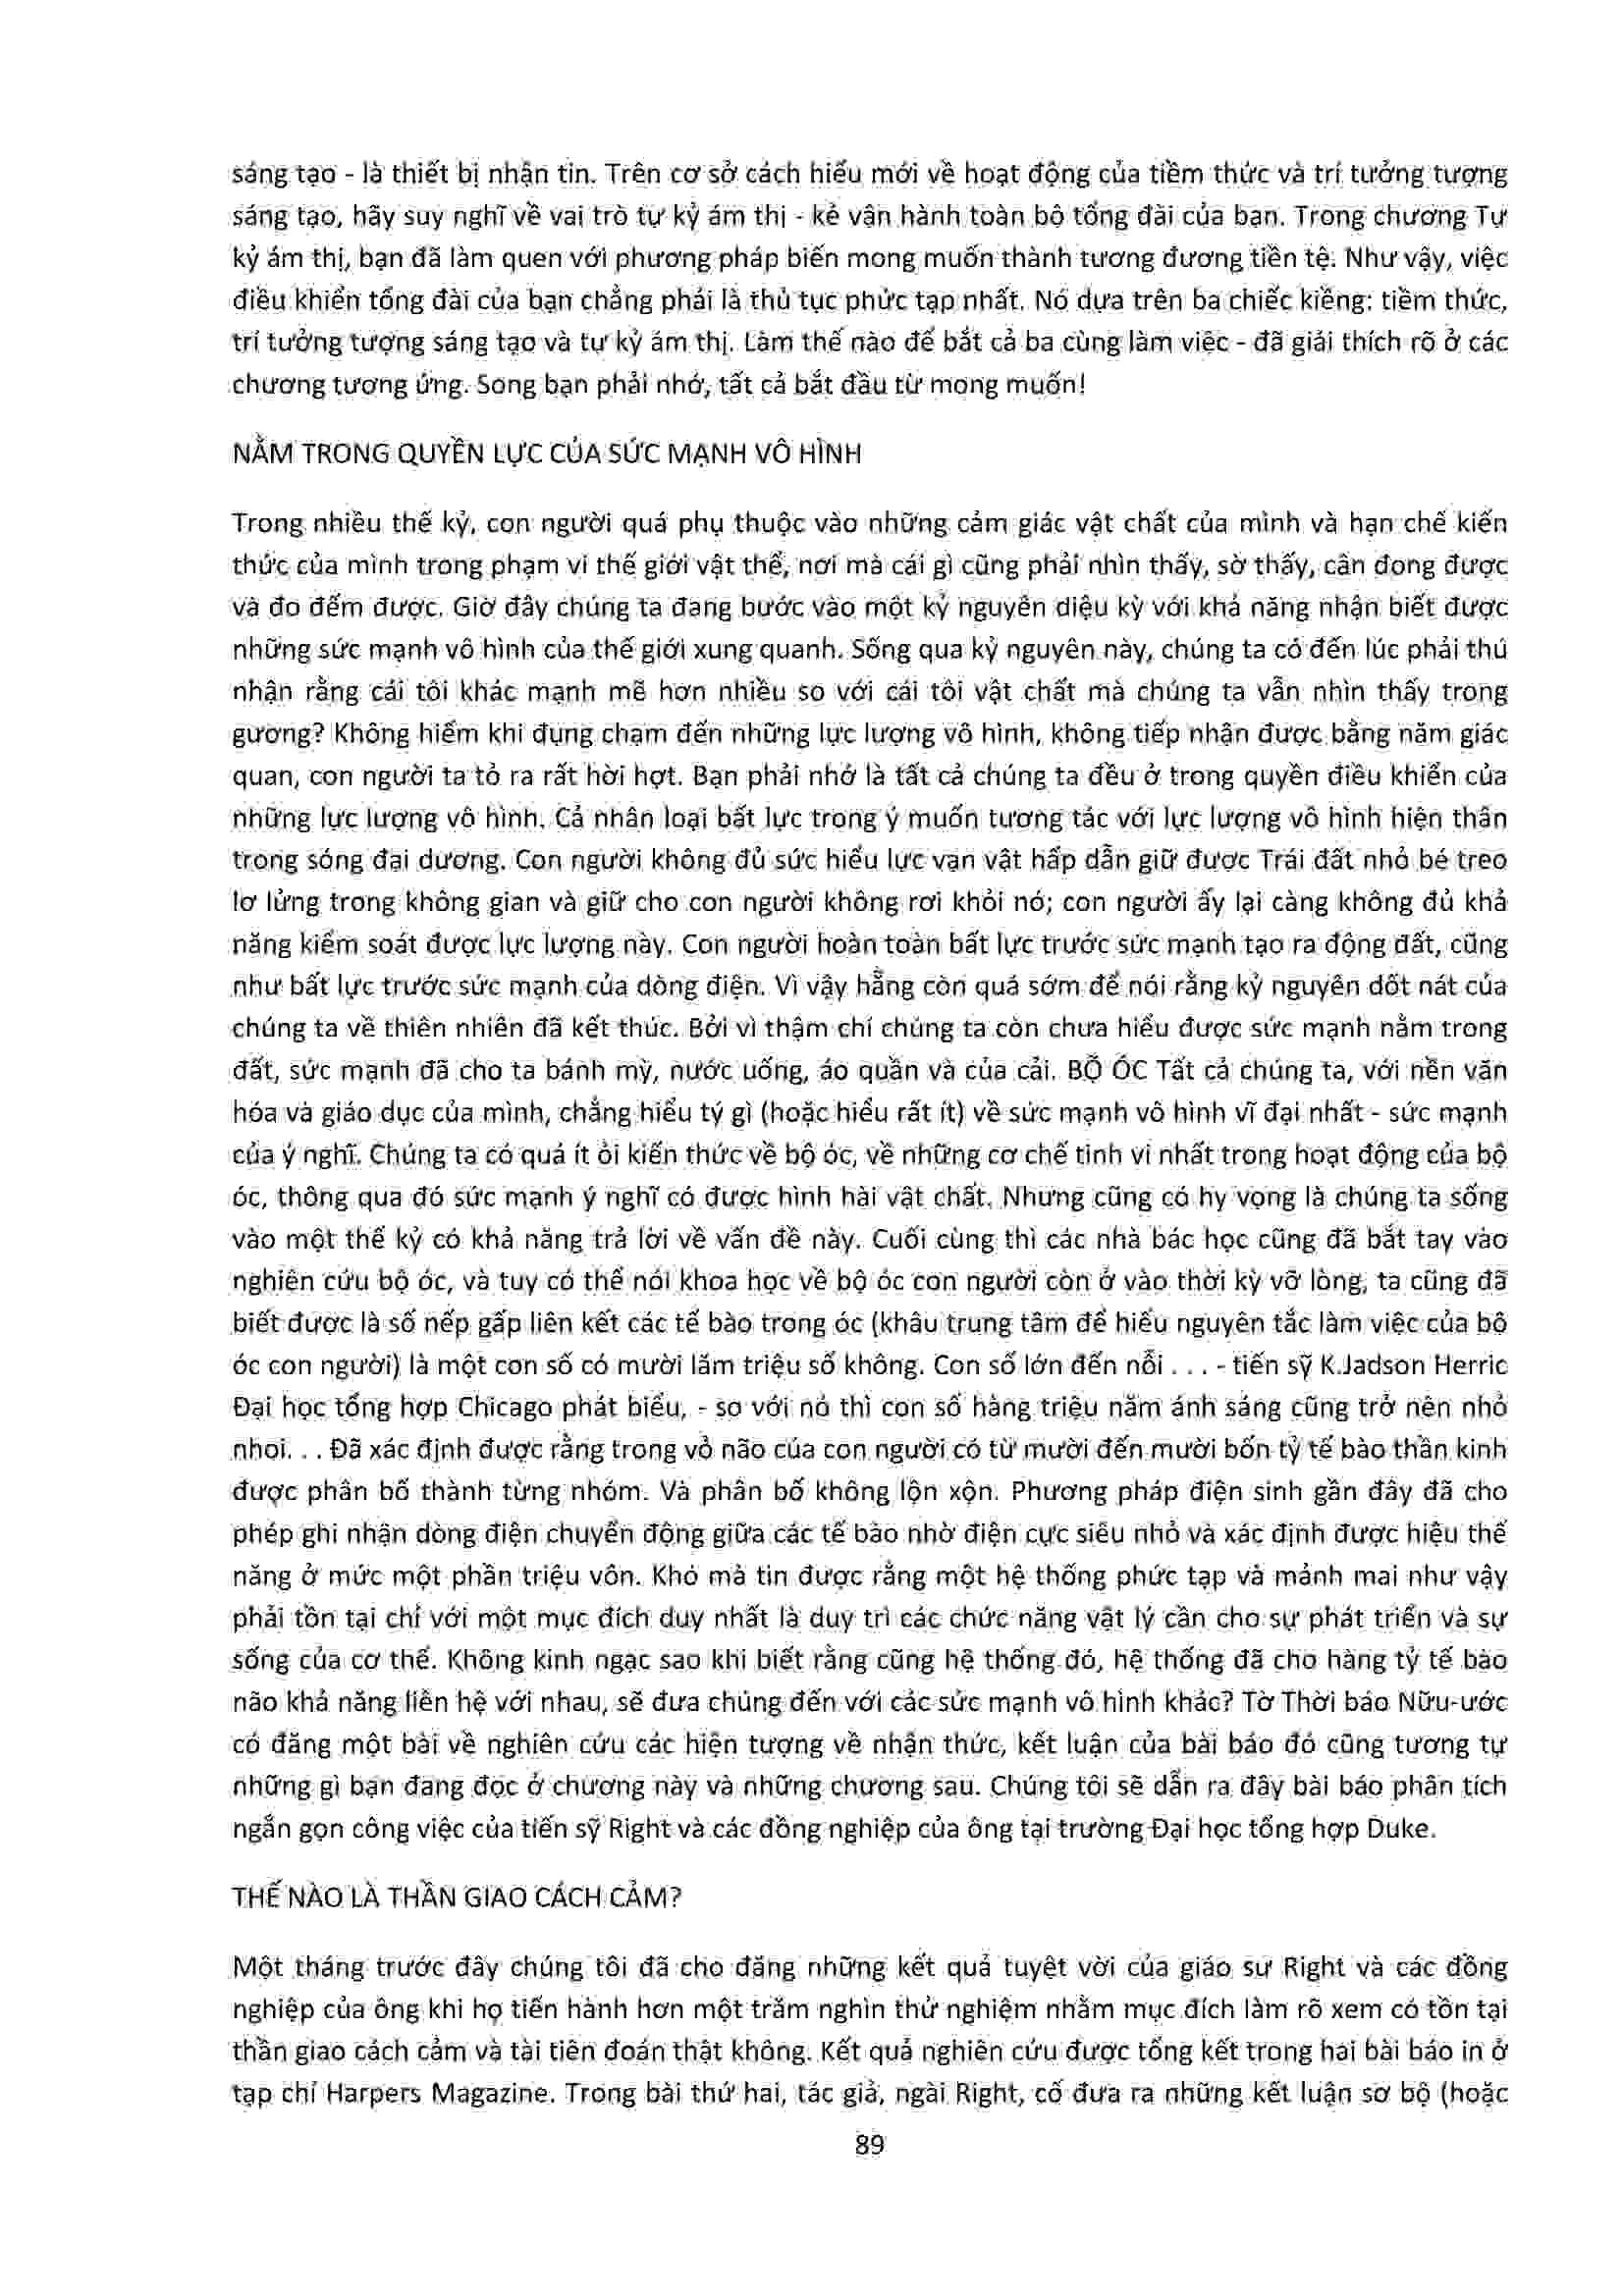 sáng tạo - là thiết bị nhận tin. Trên cơ sở cách hiểu mới về hoạt động của tiềm thức và trí tưởng tượng
sáng tạo, hãy suy nghĩ về vai trò tự kỷ ám thị - kẻ vận hành toàn bộ tổng đài của bạn. Trong chương Tự
kỷ ám thị, bạn đã làm quen với phương pháp biến mong muốn thành tương đương tiền tệ. Như vậy, việc
điều khiển tổng đài của bạn chẳng phải là thủ tục phức tạp nhất. Nó dựa trên ba chiếc kiềng: tiềm thức,
trí tưởng tượng sáng tạo và tự kỷ ám thị. Làm thế nào để bắt cả ba cùng làm việc - đã giải thích rõ ở các
chương tương ứng. Song bạn phải nhớ, tất cả bắt đầu từ mong muốn!
NẰM TRONG QUYỀN LỰC CỦA SỨC MẠNH VÔ HÌNH
Trong nhiều thế kỷ, con người quá phụ thuộc vào những cảm giác vật chất của mình và hạn chế kiến
thức của mình trong phạm vi thế giới vật thể, nơi mà cái gì cũng phải nhìn thấy, sờ thấy, cân đong được
và đo đếm được. Giờ đây chúng ta đang bước vào một kỷ nguyên diệu kỳ với khả năng nhận biết được
những sức mạnh vô hình của thế giới xung quanh. Sống qua kỷ nguyên này, chúng ta có đến lúc phải thú
nhận rằng cái tôi khác mạnh mẽ hơn nhiều so với cái tôi vật chất mà chúng ta vẫn nhìn thấy trong
gương? Không hiếm khi đụng chạm đến những lực lượng vô hình, không tiếp nhận được bằng năm giác
quan, con người ta tỏ ra rất hời hợt. Bạn phải nhớ là tất cả chúng ta đều ở trong quyền điều khiển của
những lực lượng vô hình. Cả nhân loại bất lực trong ý muốn tương tác với lực lượng vô hình hiện thân
trong sóng đại dương. Con người không đủ sức hiểu lực vạn vật hấp dẫn giữ được Trái đất nhỏ bé treo
lơ lửng trong không gian và giữ cho con người không rơi khỏi nó; con người ấy lại càng không đủ khả
năng kiểm soát được lực lượng này. Con người hoàn toàn bất lực trước sức mạnh tạo ra động đất, cũng
như bất lực trước sức mạnh của dòng điện. Vì vậy hẵng còn quá sớm để nói rằng kỷ nguyên dốt nát của
chúng ta về thiên nhiên đã kết thúc. Bởi vì thậm chí chúng ta còn chưa hiểu được sức mạnh nằm trong
đất, sức mạnh đã cho ta bánh mỳ, nước uống, áo quần và của cải. BỘ ÓC Tất cả chúng ta, với nền văn
hóa và giáo dục của mình, chẳng hiểu tý gì (hoặc hiểu rất ít) về sức mạnh vô hình vĩ đại nhất - sức mạnh
của ý nghĩ. Chúng ta có quá ít ỏi kiến thức về bộ óc, về những cơ chế tinh vi nhất trong hoạt động của bộ
óc, thông qua đó sức mạnh ý nghĩ có được hình hài vật chất. Nhưng cũng có hy vọng là chúng ta sống
vào một thế kỷ có khả năng trả lời về vấn đề này. Cuối cùng thì các nhà bác học cũng đã bắt tay vào
nghiên cứu bộ óc, và tuy có thể nói khoa học về bộ óc con người còn ở vào thời kỳ vỡ lòng, ta cũng đã
biết được là số nếp gấp liên kết các tế bào trong óc (khâu trung tâm để hiểu nguyên tắc làm việc của bộ
óc con người) là một con số có mười lăm triệu số không. Con số lớn đến nỗi . . . - tiến sỹ K.Jadson Herric
Đại học tổng hợp Chicago phát biểu, - so với nó thì con số hàng triệu năm ánh sáng cũng trở nên nhỏ
nhoi. . . Đã xác định được rằng trong vỏ não của con người có từ mười đến mười bốn tỷ tế bào thần kinh
được phân bố thành từng nhóm. Và phân bố không lộn xộn. Phương pháp điện sinh gần đây đã cho
phép ghi nhận dòng điện chuyển động giữa các tế bào nhờ điện cực siêu nhỏ và xác định được hiệu thế
năng ở mức một phần triệu vôn. Khó mà tin được rằng một hệ thống phức tạp và mảnh mai như vậy
phải tồn tại chỉ với một mục đích duy nhất là duy trì các chức năng vật lý cần cho sự phát triển và sự
sống của cơ thể. Không kinh ngạc sao khi biết rằng cũng hệ thống đó, hệ thống đã cho hàng tỷ tế bào
não khả năng liên hệ với nhau, sẽ đưa chúng đến với các sức mạnh vô hình khác? Tờ Thời báo Nữu-ước
có đăng một bài về nghiên cứu các hiện tượng về nhận thức, kết luận của bài báo đó cũng tương tự
những gì bạn đang đọc ở chương này và những chương sau. Chúng tôi sẽ dẫn ra đây bài báo phân tích
ngắn gọn công việc của tiến sỹ Right và các đồng nghiệp của ông tại trường Đại học tổng hợp Duke.
THẾ NÀO LÀ THẦN GIAO CÁCH CẢM?
Một tháng trước đây chúng tôi đã cho đăng những kết quả tuyệt vời của giáo sư Right và các đồng
nghiệp của ông khi họ tiến hành hơn một trăm nghìn thử nghiệm nhằm mục đích làm rõ xem có tồn tại
thần giao cách cảm và tài tiên đoán thật không. Kết quả nghiên cứu được tổng kết trong hai bài báo in ở
tạp chí Harpers Magazine. Trong bài thứ hai, tác giả, ngài Right, cố đưa ra những kết luận sơ bộ (hoặc
89